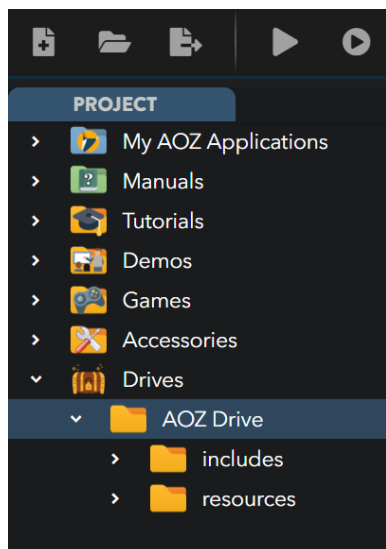 PROJECT
My AOZ Applications
Manuals
Tutorials
Demos
Games
Accessories
Drives
AOZ Drive
includes
resources